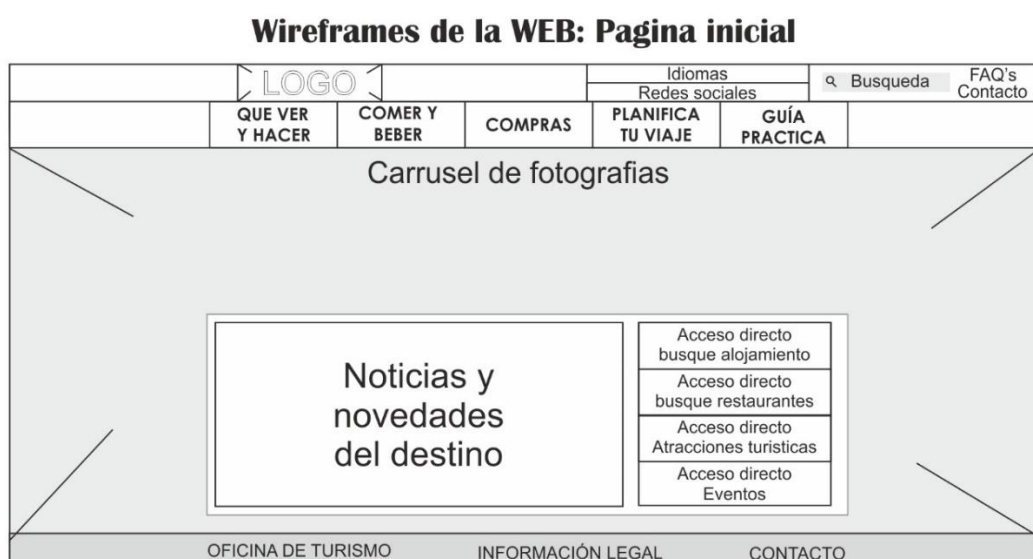 Wireframes de la WEB: Pagina inicial
LOGO
Idiomas
Redes sociales
Busqueda
FAQ's
Contacto
QUE VER
Y HACER
COMER Y
BEBER
COMPRAS
PLANIFICA
TU VIAJE
GUÍA
PRACTICA
Carrusel de fotografias
Noticias y
novedades
del destino
Acceso directo
busque alojamiento
Acceso directo
busque restaurantes
Acceso directo
Atracciones turisticas
Acceso directo
Eventos
OFICINA DE TURISMO
INFORMACIÓN LEGAL
CONTACTO